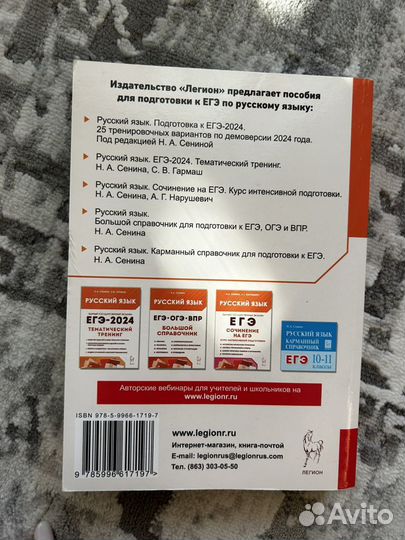 Издательство «Легион» предлагает пособия
для подготовки к ЕГЭ по русскому языку:
Русский язык. Подготовка к ЕГЭ-2024.
25 тренировочных вариантов по демоверсии 2024 года.
Под редакцией Н. А. Сениной
Русский язык. ЕГЭ-2024. Тематический тренинг.
Н. А. Сенина, С. В. Гармаш
Русский язык. Сочинение на ЕГЭ. Курс интенсивной подготовки.
Н. А. Сенина, А. Г. Нарушевич
Русский язык.
Большой справочник для подготовки к ЕГЭ, ОГЭ и ВПР.
Н. А. Сенина
Русский язык. Карманный справочник для подготовки к ЕГЭ.
Н. А. Сенина
РУССКИЙ ЯЗЫК
ЕГЭ-2024
ТЕМАТИЧЕСКИЙ
ТРЕНИНГ
РУССКИЙ ЯЗЫК
ЕГЭ·ОГЭ·ВПР
БОЛЬШОЙ
СПРАВОЧНИК
РУССКИЙ ЯЗЫК
ЕГЭ
СОЧИНЕНИЕ
НА ЕГЭ
РУССКИЙ ЯЗЫК
КАРМАННЫЙ
СПРАВОЧНИК
ЕГЭ 10-11
КЛАССЫ
Авторские вебинары для учителей и школьников на
www.legionr.ru
ISBN 978-5-9966-1719-7
9 785996 617197
www.legionr.ru
Интернет-магазин, книга-почтой
E-mail: legionrus@legionrus.com
Тел. (863) 303-05-50
ЛЕГИОН
Avito